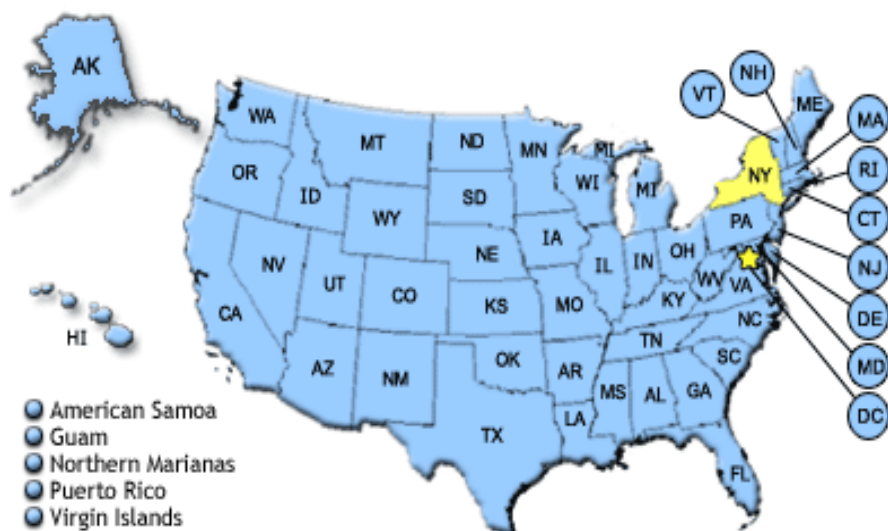 AK
NH
VT
ME
WA
MA
MT
ND
MN
MI
OR
ID
SD
WI
MI
NY
RI
WY
CT
PA
IA
NE
OH
NV
IL
IN
NJ
UT
CO
WV
VA
CA
KS
MO
KY
DE
HI
NC
TN
AZ
NM
OK
AR
SC
MD
MS
AL
GA
DC
LA
TX
FL
American Samoa
Guam
Northern Marianas
Puerto Rico
Virgin Islands